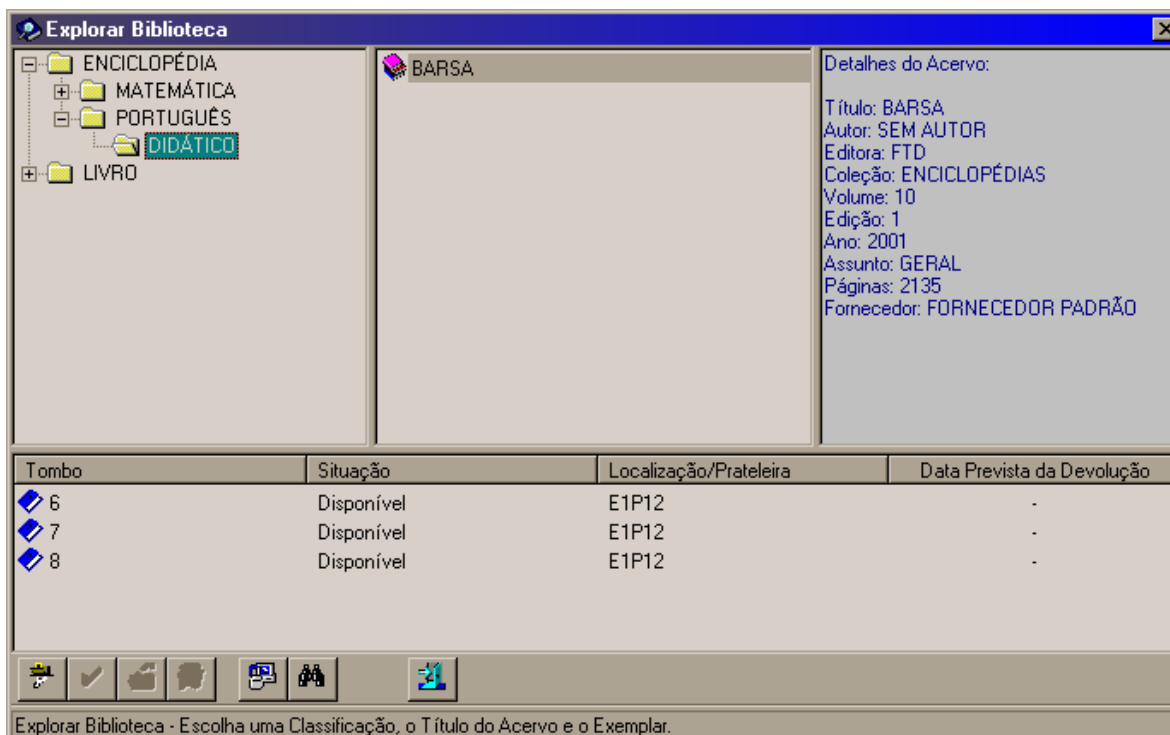 Explorar Biblioteca
ENCICLOPÉDIA
MATEMÁTICA
PORTUGUÊS
DIDÁTICO
LIVRO
BARSA
Detalhes do Acervo:
Título: BARSA
Autor: SEM AUTOR
Editora: FTD
Coleção: ENCICLOPÉDIAS
Volume: 10
Edição: 1
Ano: 2001
Assunto: GERAL
Páginas: 2135
Fornecedor: FORNECEDOR PADRÃO
Tombo Situação Localização/Prateleira Data Prevista da Devolução
6 Disponível E1P12 -
7 Disponível E1P12 -
8 Disponível E1P12 -
Explorar Biblioteca - Escolha uma Classificação, o Título do Acervo e o Exemplar.